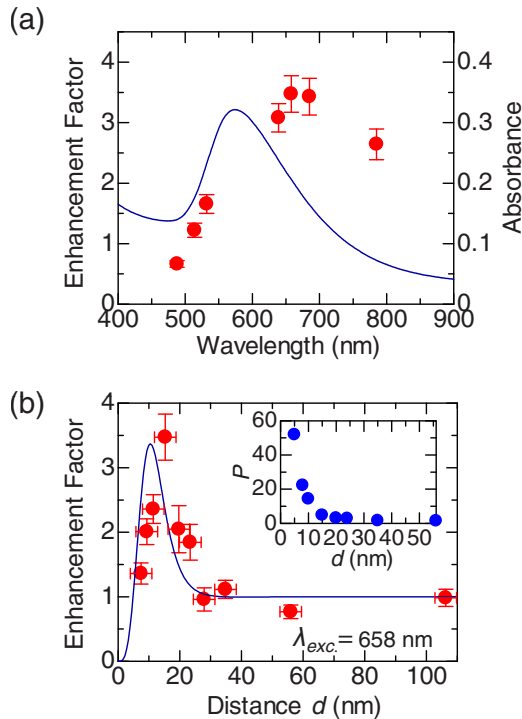 (a)
4
3
2
1
0
Enhancement Factor
0.4
0.3
0.2
0.1
0
Absorbance
400 500 600 700 800 900
Wavelength (nm)
(b)
4
3
2
1
0
Enhancement Factor
60
40
20
0
P
10 20 30 40 50
d (nm)
λexc.= 658 nm
0 20 40 60 80 100
Distance d (nm)